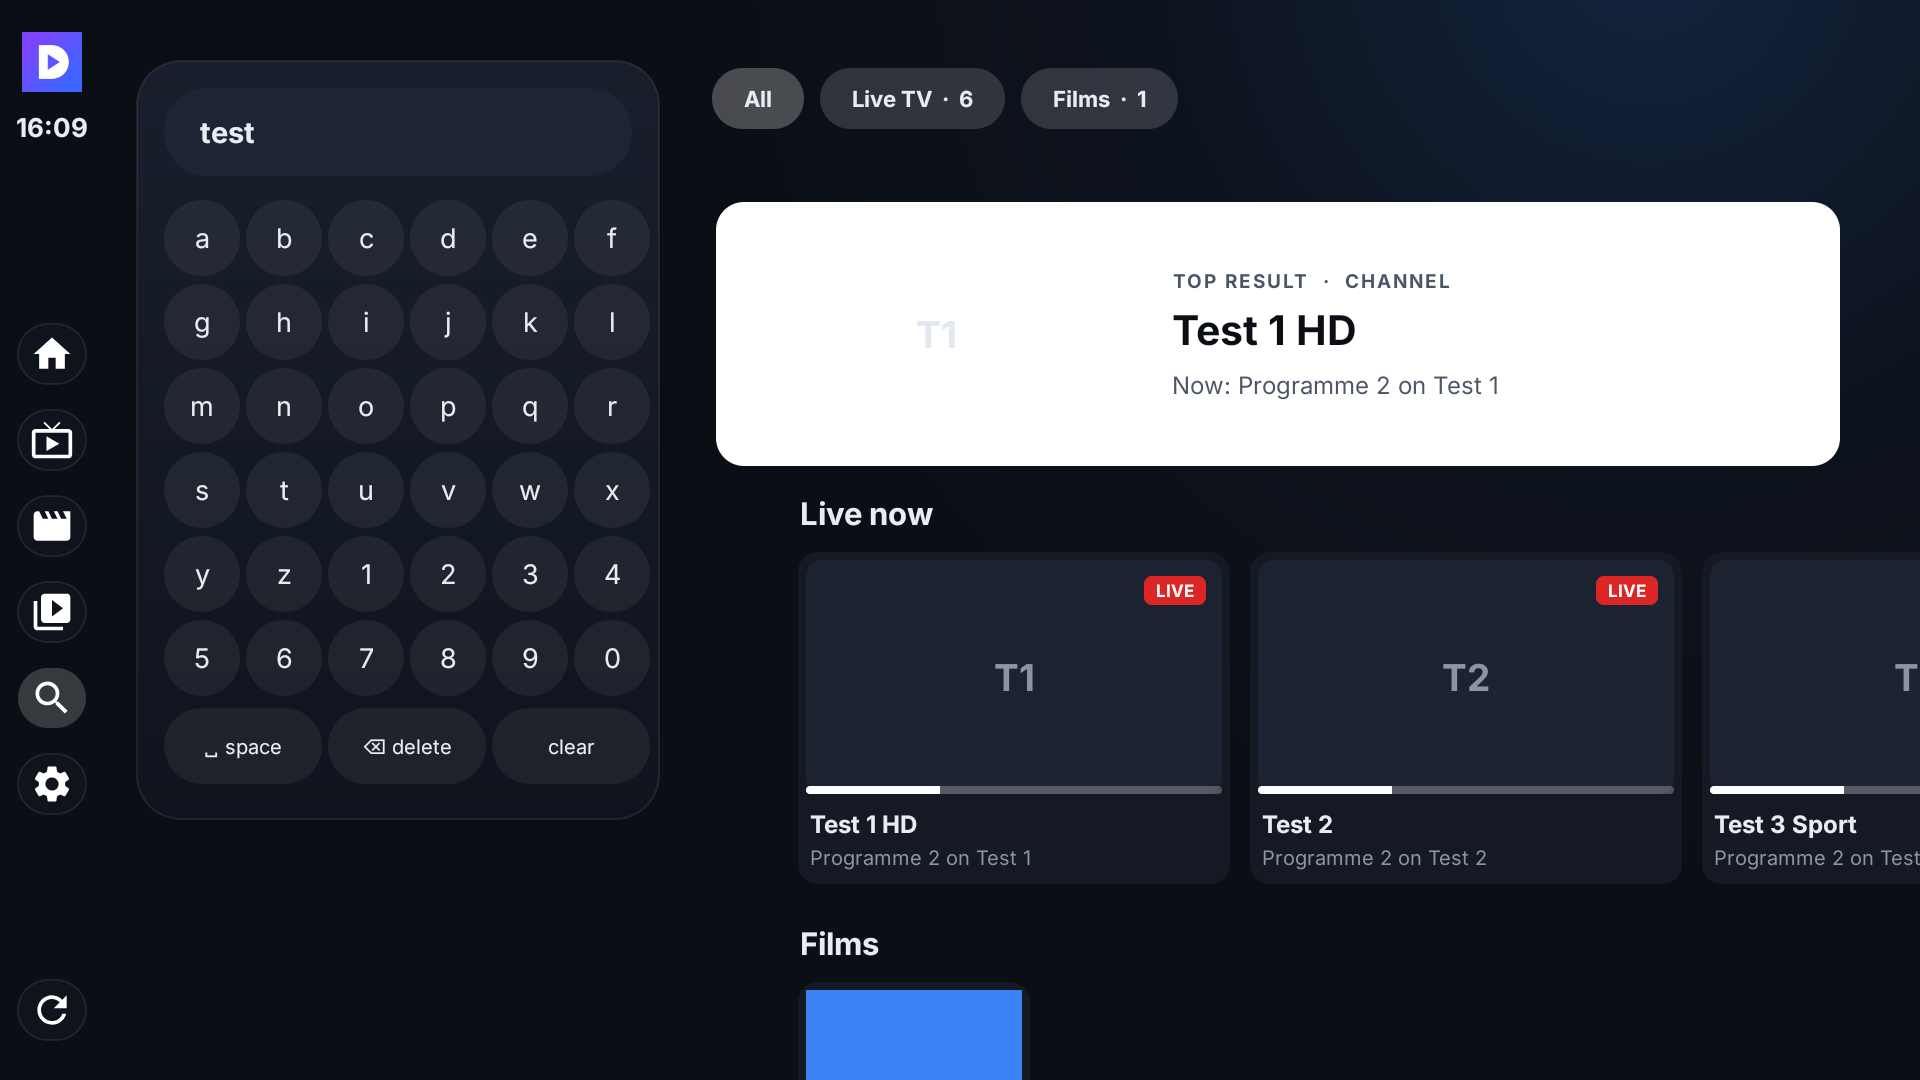 16:09
test
a b c d e f
g h i j k l
m n o p q r
s t u v w x
y z 1 2 3 4
5 6 7 8 9 0
␣ space ⌫ delete clear
All Live TV · 6 Films · 1
T1
TOP RESULT · CHANNEL
Test 1 HD
Now: Programme 2 on Test 1
Live now
LIVE
T1
Test 1 HD
Programme 2 on Test 1
LIVE
T2
Test 2
Programme 2 on Test 2
T
Test 3 Sport
Programme 2 on Test
Films